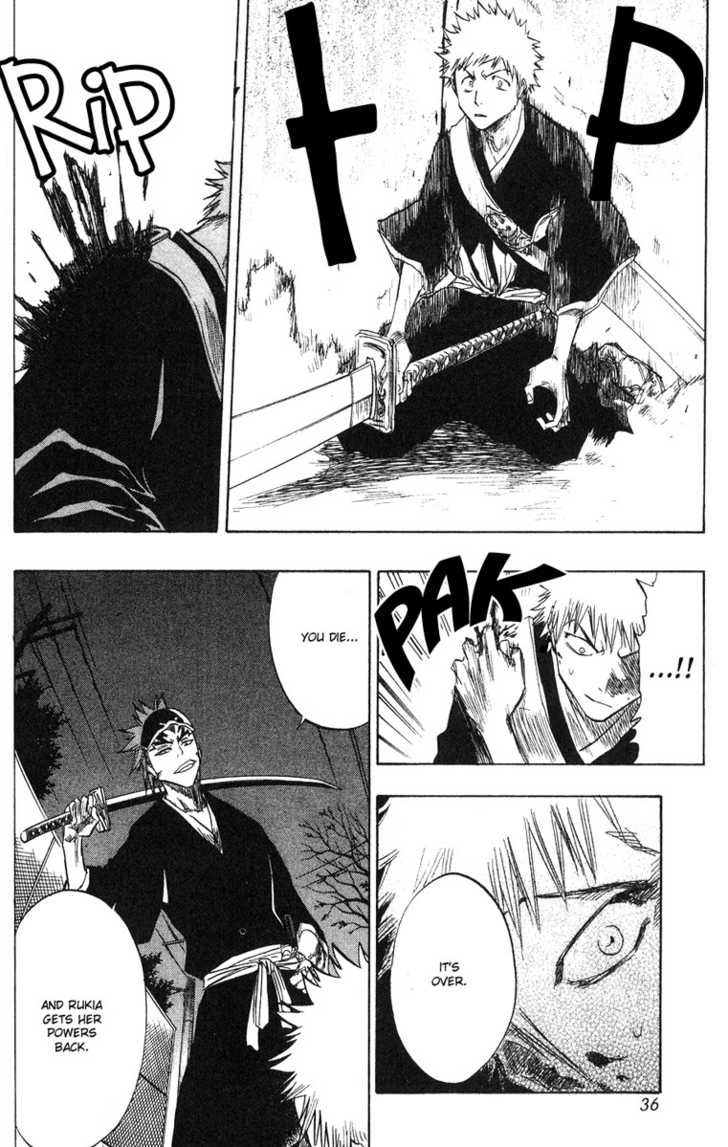 t P
RiP
PAK
...!!
IT'S
OVER.
YOU DIE...
AND RUKIA
GETS HER
POWERS
BACK.
36